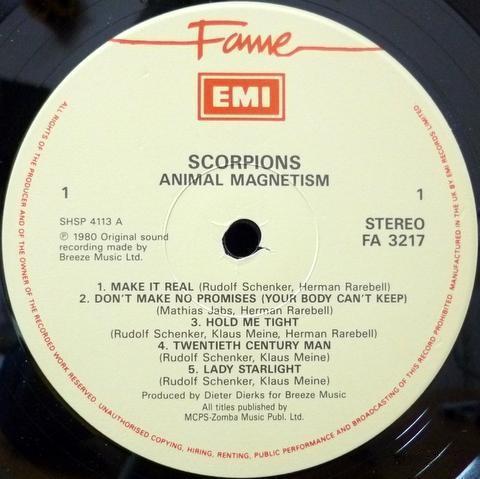 Fame
EMI
SCORPIONS
ANIMAL MAGNETISM
1
1
SHSP 4113 A
STEREO
FA 3217
℗ 1980 Original sound
recording made by
Breeze Music Ltd.
1. MAKE IT REAL (Rudolf Schenker, Herman Rarebell)
2. DON'T MAKE NO PROMISES (YOUR BODY CAN'T KEEP)
(Mathias Jabs, Herman Rarebell)
3. HOLD ME TIGHT
(Rudolf Schenker, Klaus Meine, Herman Rarebell)
4. TWENTIETH CENTURY MAN
(Rudolf Schenker, Klaus Meine)
5. LADY STARLIGHT
(Rudolf Schenker, Klaus Meine)
Produced by Dieter Dierks for Breeze Music
All titles published by
MCPS-Zomba Music Publ. Ltd.
ALL RIGHTS OF THE PRODUCER AND OF THE OWNER OF THE RECORDED WORK RESERVED. UNAUTHORISED COPYING, HIRING, RENTING, PUBLIC PERFORMANCE AND BROADCASTING OF THIS RECORD PROHIBITED. MANUFACTURED IN THE UK BY EMI RECORDS LIMITED